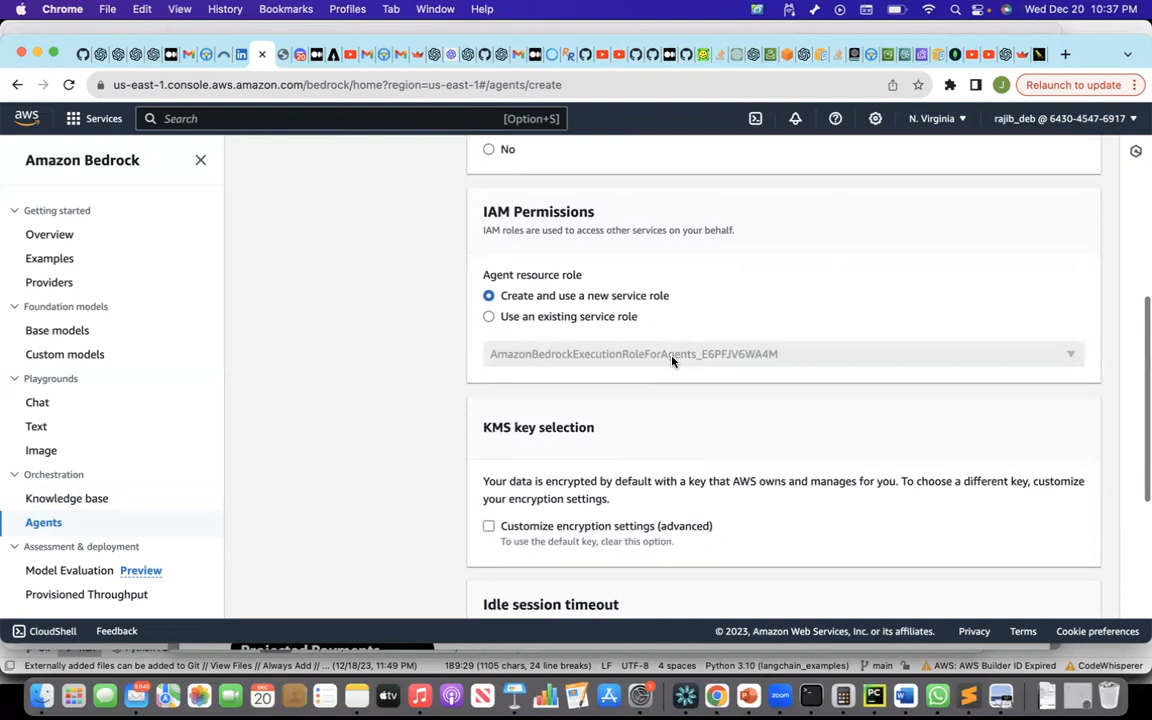 Chrome File Edit View History Bookmarks Profiles Tab Window Help Wed Dec 20 10:37 PM
us-east-1.console.aws.amazon.com/bedrock/home?region=us-east-1#/agents/create Relaunch to update
aws Services Search [Option+S] N. Virginia rajib_deb @ 6430-4547-6917
Amazon Bedrock
Getting started
Overview
Examples
Providers
Foundation models
Base models
Custom models
Playgrounds
Chat
Text
Image
Orchestration
Knowledge base
Agents
Assessment & deployment
Model Evaluation Preview
Provisioned Throughput
No
IAM Permissions
IAM roles are used to access other services on your behalf.
Agent resource role
Create and use a new service role
Use an existing service role
AmazonBedrockExecutionRoleForAgents_E6PFJV6WA4M
KMS key selection
Your data is encrypted by default with a key that AWS owns and manages for you. To choose a different key, customize
your encryption settings.
Customize encryption settings (advanced)
To use the default key, clear this option.
Idle session timeout
CloudShell Feedback © 2023, Amazon Web Services, Inc. or its affiliates. Privacy Terms Cookie preferences
Externally added files can be added to Git // View Files // Always Add // ... (12/18/23, 11:49 PM) 189:29 (1105 chars, 24 line breaks) LF UTF-8 4 spaces Python 3.10 (langchain_examples) main AWS: AWS Builder ID Expired CodeWhisperer